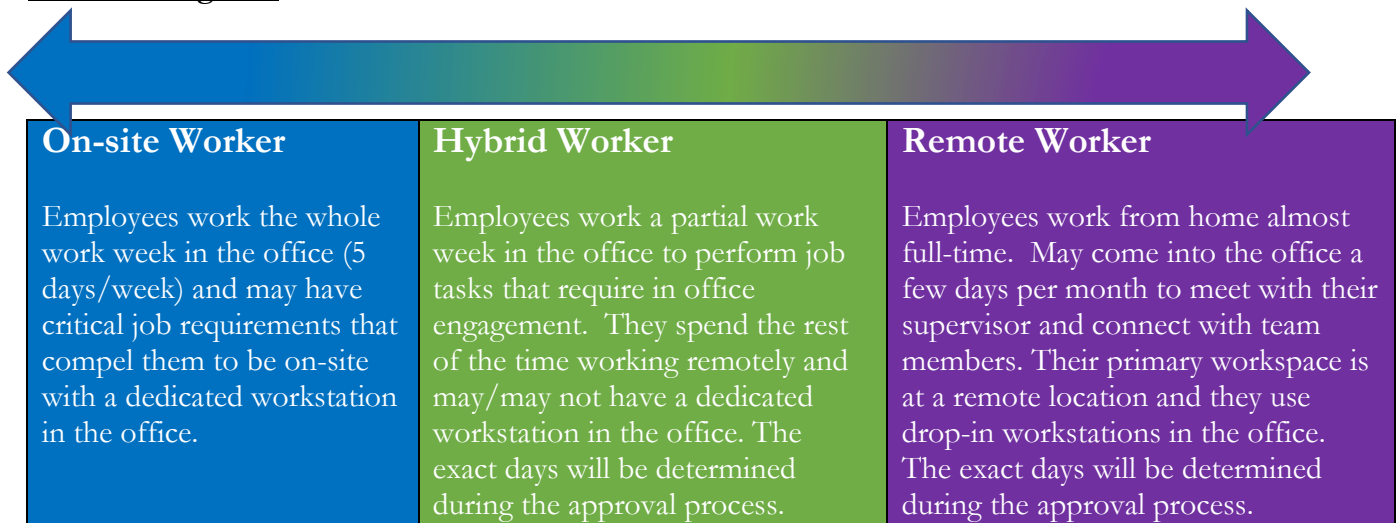 On-site Worker
Employees work the whole
work week in the office (5
days/week) and may have
critical job requirements that
compel them to be on-site
with a dedicated workstation
in the office.
Hybrid Worker
Employees work a partial work
week in the office to perform job
tasks that require in office
engagement.  They spend the rest
of the time working remotely and
may/may not have a dedicated
workstation in the office. The
exact days will be determined
during the approval process.
Remote Worker
Employees work from home almost
full-time.  May come into the office a
few days per month to meet with their
supervisor and connect with team
members. Their primary workspace is
at a remote location and they use
drop-in workstations in the office.
The exact days will be determined
during the approval process.